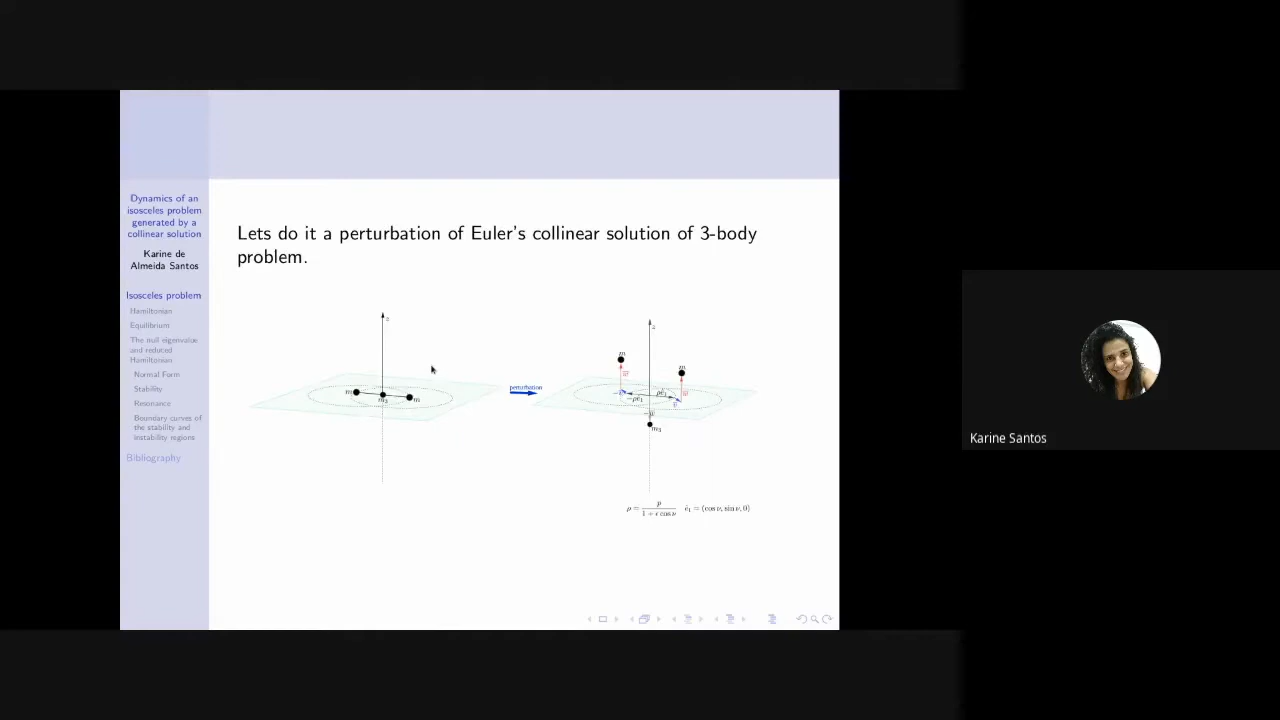 Dynamics of an
isosceles problem
generated by a
collinear solution
Karine de
Almeida Santos
Isosceles problem
Hamiltonian
Equilibrium
The null eigenvalue
and reduced
Hamiltonian
Normal Form
Stability
Resonance
Boundary curves of
the stability and
instability regions
Bibliography
Lets do it a perturbation of Euler's collinear solution of 3-body
problem.
z
m
m₃
m
perturbation
z
m
m
m₃
Karine Santos